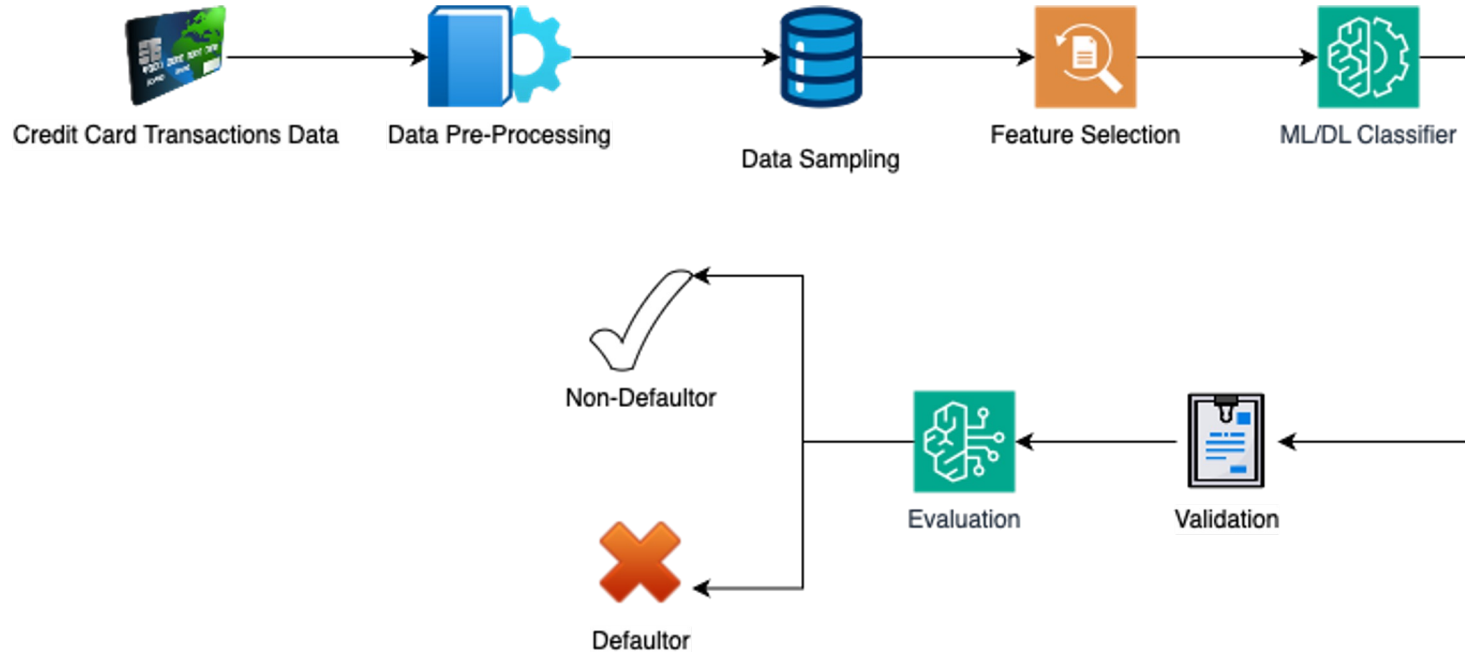 Credit Card Transactions Data
Data Pre-Processing
Data Sampling
Feature Selection
ML/DL Classifier
Non-Defaultor
Evaluation
Validation
Defaultor